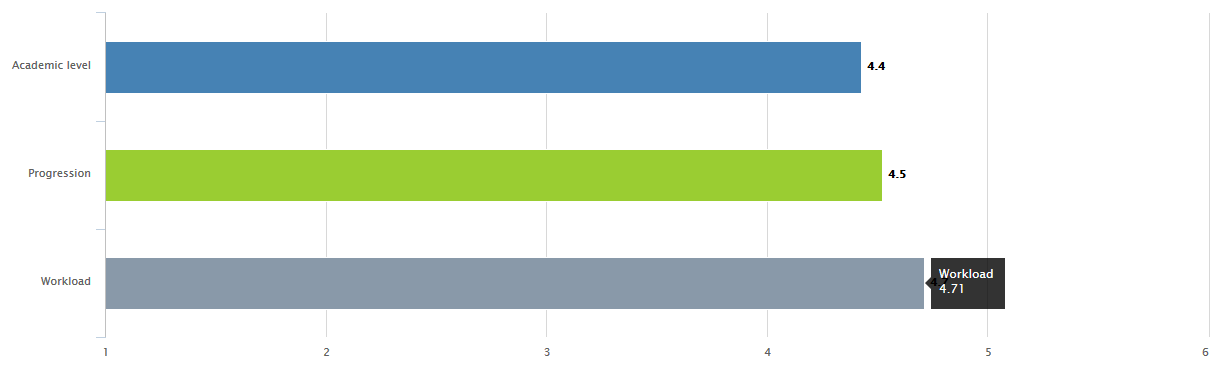 Academic level
4.4
Progression
4.5
Workload
Workload
4.71
1 2 3 4 5 6